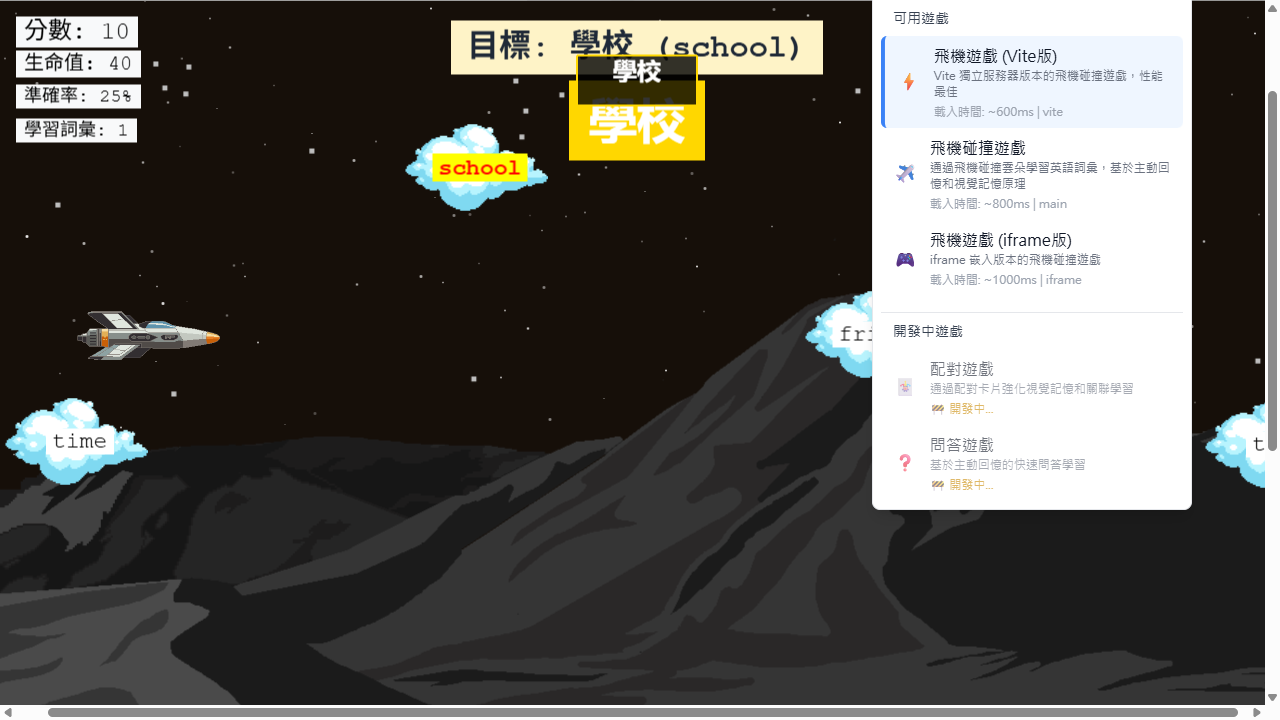 分數: 10
生命值: 40
準確率: 25%
學習詞彙: 1
目標: 學校 (school)
學校
學校
school
time
可用遊戲
飛機遊戲 (Vite版)
Vite 獨立服務器版本的飛機碰撞遊戲，性能
最佳
載入時間: ~600ms | vite
飛機碰撞遊戲
通過飛機碰撞雲朵學習英語詞彙，基於主動回
憶和視覺記憶原理
載入時間: ~800ms | main
飛機遊戲 (iframe版)
iframe 嵌入版本的飛機碰撞遊戲
載入時間: ~1000ms | iframe
開發中遊戲
配對遊戲
通過配對卡片強化視覺記憶和關聯學習
開發中...
問答遊戲
基於主動回憶的快速問答學習
開發中...